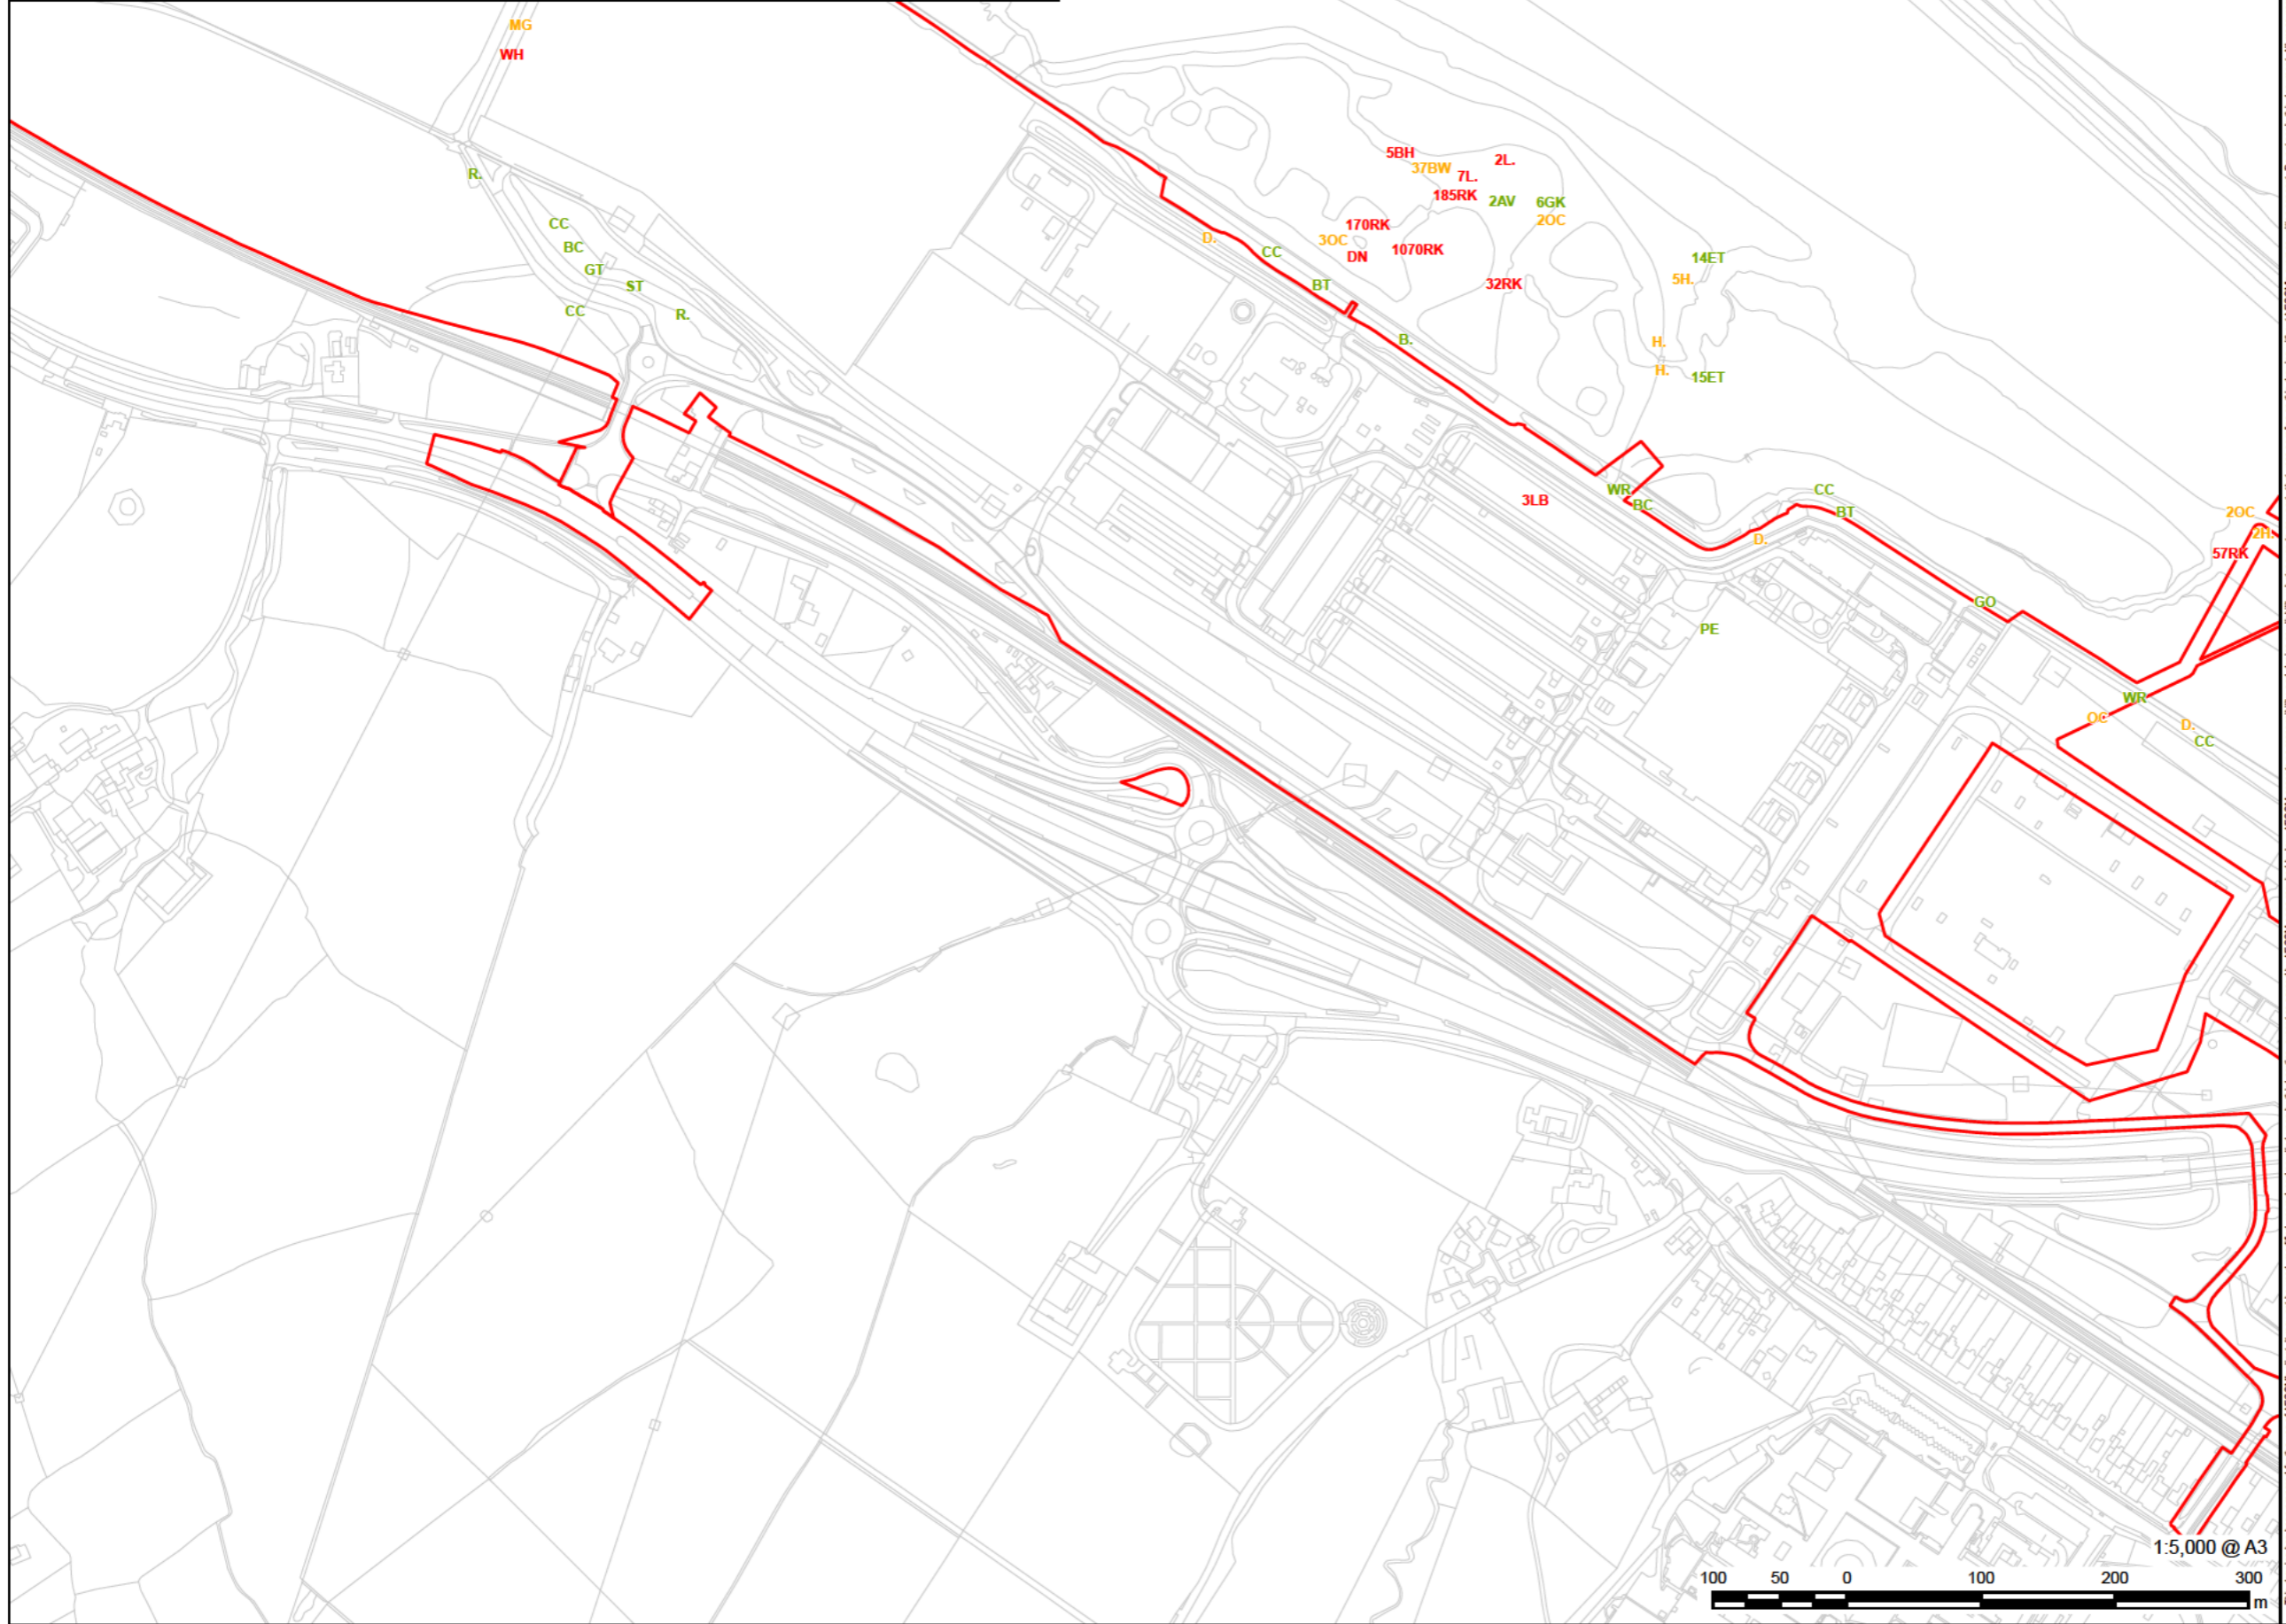 MG
WH
R.
CC
BC
GT
ST
CC
R.
5BH
37BW
2L.
7L.
185RK
2AV
6GK
2OC
170RK
3OC
DN
1070RK
D.
CC
BT
32RK
14ET
5H.
B.
H.
H.
15ET
3LB
WR
BC
CC
BT
D.
2OC
2H.
57RK
GO
PE
WR
OC
D.
CC
1:5,000 @ A3
100 50 0 100 200 300
m